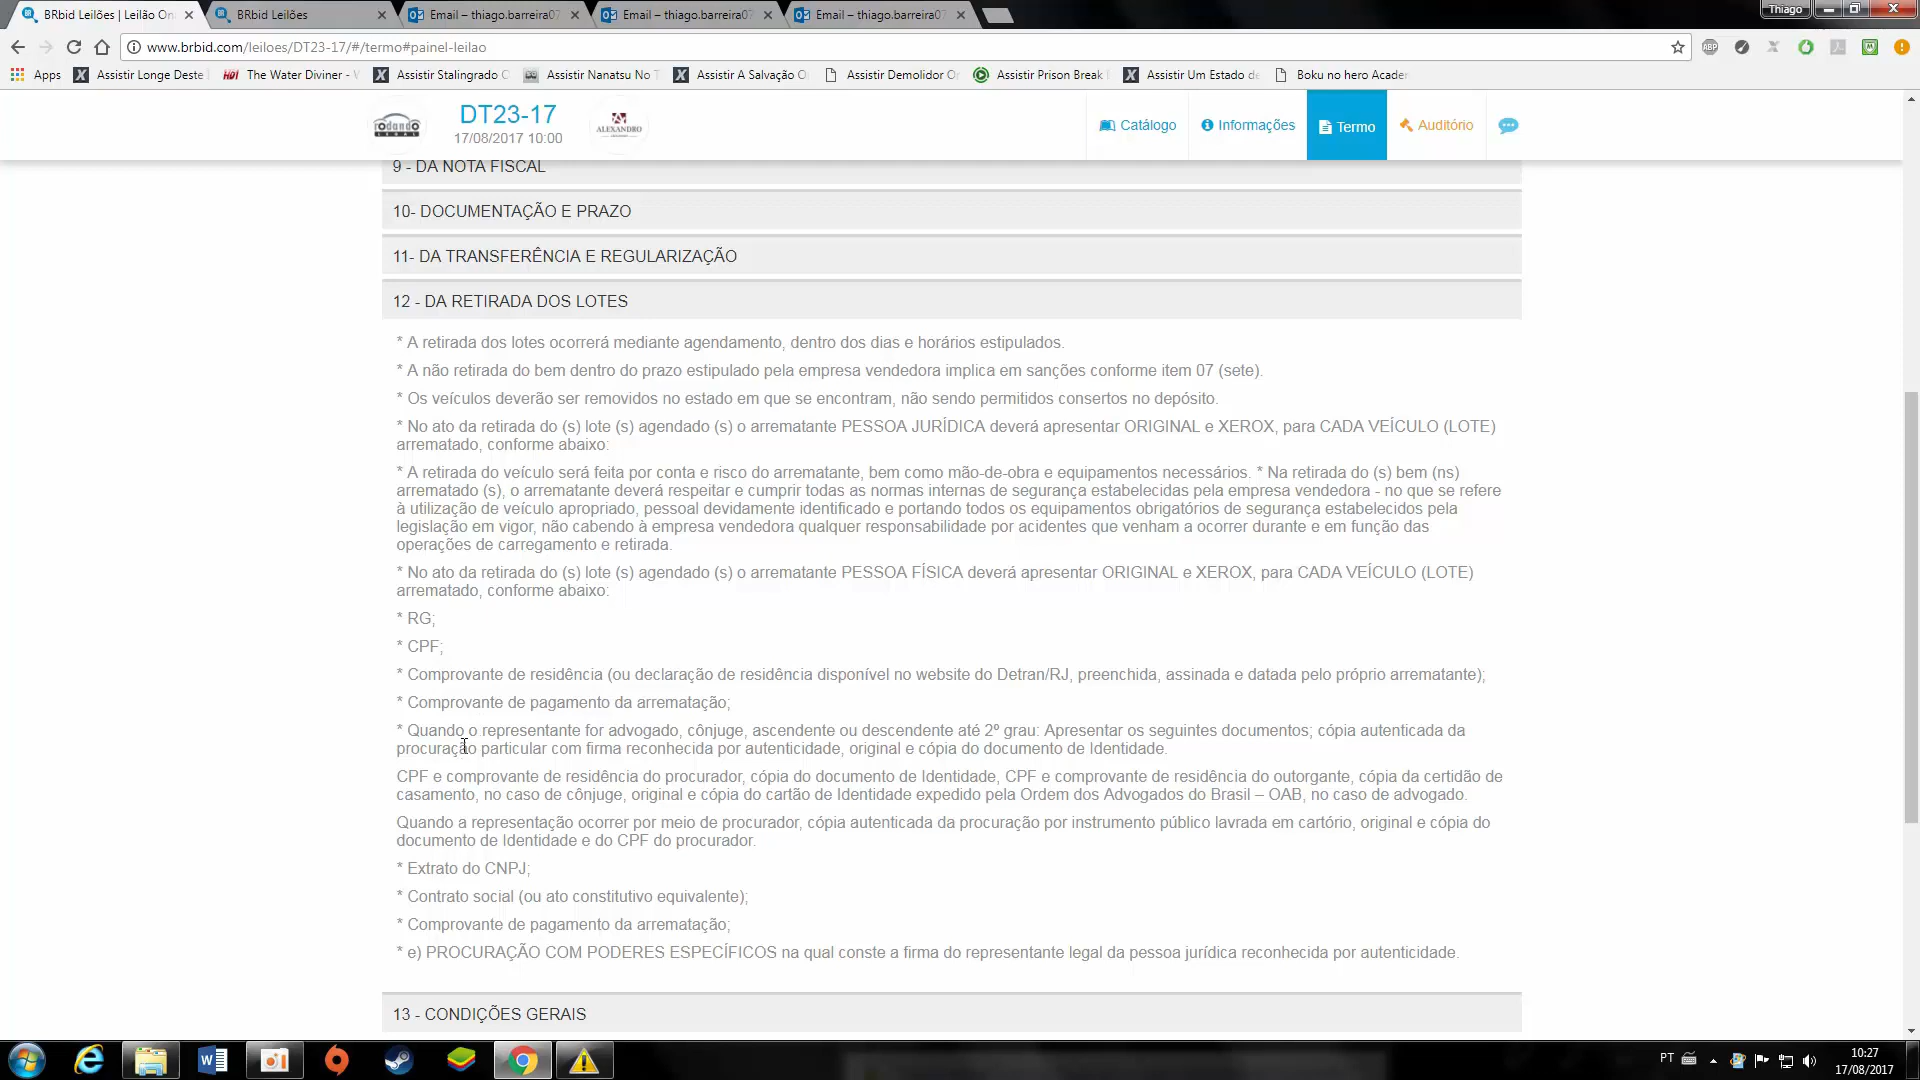 BRbid Leilões | Leilão On
BRbid Leilões
Email – thiago.barreira07
Email – thiago.barreira07
Email – thiago.barreira07
Thiago
www.brbid.com/leiloes/DT23-17/#/termo#painel-leilao
Apps
Assistir Longe Deste
The Water Diviner -
Assistir Stalingrado
Assistir Nanatsu No T
Assistir A Salvação
Assistir Demolidor
Assistir Prison Break
Assistir Um Estado de
Boku no hero Acade
DT23-17
17/08/2017 10:00
ALEXANDRO
Catálogo
Informações
Termo
Auditório
9 - DA NOTA FISCAL
10- DOCUMENTAÇÃO E PRAZO
11- DA TRANSFERÊNCIA E REGULARIZAÇÃO
12 - DA RETIRADA DOS LOTES
* A retirada dos lotes ocorrerá mediante agendamento, dentro dos dias e horários estipulados.
* A não retirada do bem dentro do prazo estipulado pela empresa vendedora implica em sanções conforme item 07 (sete).
* Os veículos deverão ser removidos no estado em que se encontram, não sendo permitidos consertos no depósito.
* No ato da retirada do (s) lote (s) agendado (s) o arrematante PESSOA JURÍDICA deverá apresentar ORIGINAL e XEROX, para CADA VEÍCULO (LOTE)
arrematado, conforme abaixo:
* A retirada do veículo será feita por conta e risco do arrematante, bem como mão-de-obra e equipamentos necessários. * Na retirada do (s) bem (ns)
arrematado (s), o arrematante deverá respeitar e cumprir todas as normas internas de segurança estabelecidas pela empresa vendedora - no que se refere
à utilização de veículo apropriado, pessoal devidamente identificado e portando todos os equipamentos obrigatórios de segurança estabelecidos pela
legislação em vigor, não cabendo à empresa vendedora qualquer responsabilidade por acidentes que venham a ocorrer durante e em função das
operações de carregamento e retirada.
* No ato da retirada do (s) lote (s) agendado (s) o arrematante PESSOA FÍSICA deverá apresentar ORIGINAL e XEROX, para CADA VEÍCULO (LOTE)
arrematado, conforme abaixo:
* RG;
* CPF;
* Comprovante de residência (ou declaração de residência disponível no website do Detran/RJ, preenchida, assinada e datada pelo próprio arrematante);
* Comprovante de pagamento da arrematação;
* Quando o representante for advogado, cônjuge, ascendente ou descendente até 2º grau: Apresentar os seguintes documentos; cópia autenticada da
procuração particular com firma reconhecida por autenticidade, original e cópia do documento de Identidade.
CPF e comprovante de residência do procurador, cópia do documento de Identidade, CPF e comprovante de residência do outorgante, cópia da certidão de
casamento, no caso de cônjuge, original e cópia do cartão de Identidade expedido pela Ordem dos Advogados do Brasil – OAB, no caso de advogado.
Quando a representação ocorrer por meio de procurador, cópia autenticada da procuração por instrumento público lavrada em cartório, original e cópia do
documento de Identidade e do CPF do procurador.
* Extrato do CNPJ;
* Contrato social (ou ato constitutivo equivalente);
* Comprovante de pagamento da arrematação;
* e) PROCURAÇÃO COM PODERES ESPECÍFICOS na qual conste a firma do representante legal da pessoa jurídica reconhecida por autenticidade.
13 - CONDIÇÕES GERAIS
PT
10:27
17/08/2017